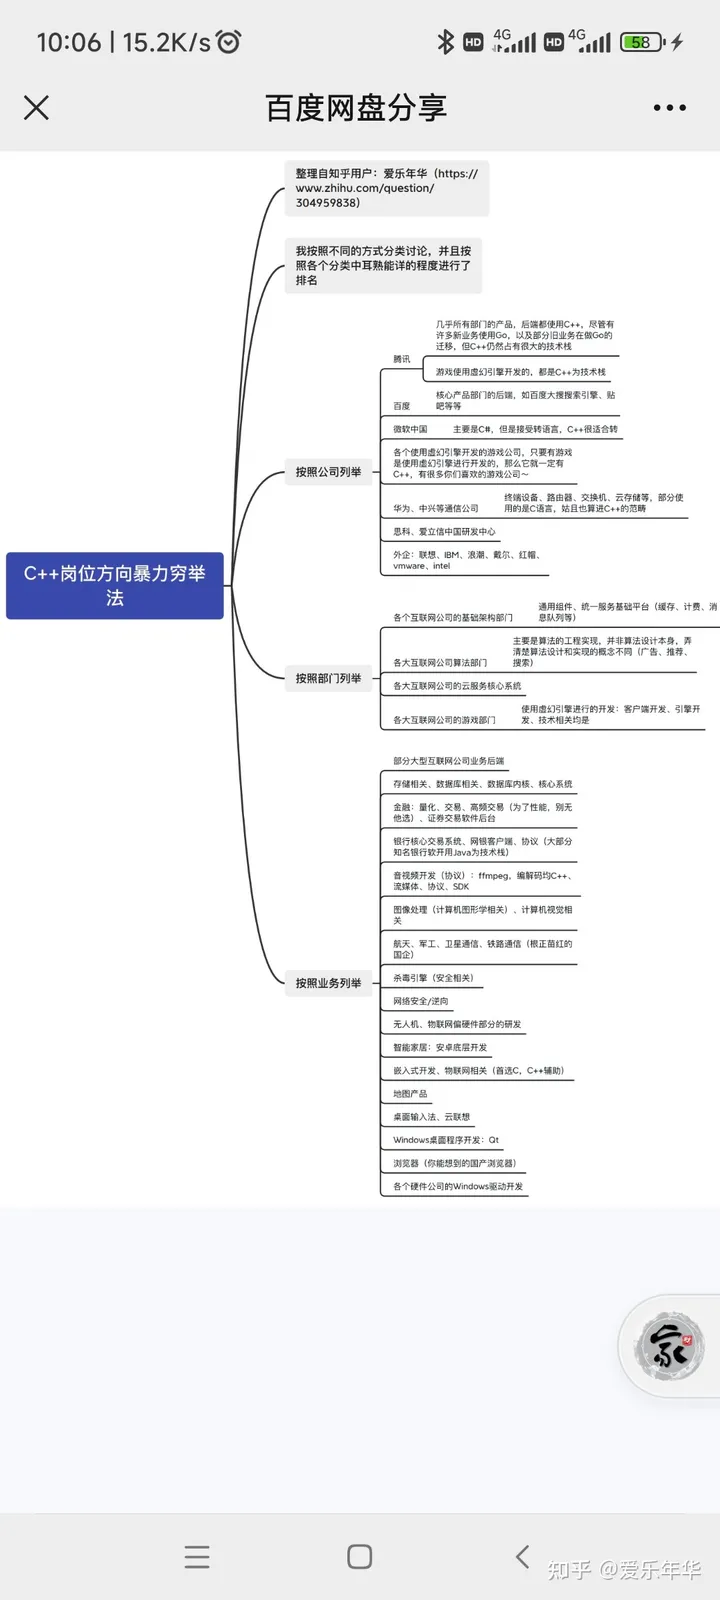 10:06 | 15.2K/s
HD 4G HD 4G 58
百度网盘分享
整理自知乎用户：爱乐年华（https://
www.zhihu.com/question/
304959838）
我按照不同的方式分类讨论，并且按
照各个分类中耳熟能详的程度进行了
排名
C++岗位方向暴力穷举
法
按照公司列举
腾讯
几乎所有部门的产品，后端都使用C++，尽管有
许多新业务使用Go，以及部分旧业务在做Go的
迁移，但C++仍然占有很大的技术栈
游戏使用虚幻引擎开发的，都是C++为技术栈
百度
核心产品部门的后端，如百度大搜搜索引擎、贴
吧等等
微软中国
主要是C#，但是接受转语言，C++很适合转
各个使用虚幻引擎开发的游戏公司，只要有游戏
是使用虚幻引擎进行开发的，那么它就一定有
C++，有很多你们喜欢的游戏公司～
华为、中兴等通信公司
终端设备、路由器、交换机、云存储等，部分使
用的是C语言，姑且也算进C++的范畴
思科、爱立信中国研发中心
外企：联想、IBM、浪潮、戴尔、红帽、
vmware、intel
按照部门列举
各个互联网公司的基础架构部门
通用组件、统一服务基础平台（缓存、计费、消
息队列等）
各大互联网公司算法部门
主要是算法的工程实现，并非算法设计本身，弄
清楚算法设计和实现的概念不同（广告、推荐、
搜索）
各大互联网公司的云服务核心系统
各大互联网公司的游戏部门
使用虚幻引擎进行的开发：客户端开发、引擎开
发、技术相关均是
按照业务列举
部分大型互联网公司业务后端
存储相关、数据库相关、数据库内核、核心系统
金融：量化、交易、高频交易（为了性能，别无
他选）、证券交易软件后台
银行核心交易系统、网银客户端、协议（大部分
知名银行软开用Java为技术栈）
音视频开发（协议）：ffmpeg，编解码均C++、
流媒体、协议、SDK
图像处理（计算机图形学相关）、计算机视觉相
关
航天、军工、卫星通信、铁路通信（根正苗红的
国企）
杀毒引擎（安全相关）
网络安全/逆向
无人机、物联网偏硬件部分的研发
智能家居：安卓底层开发
嵌入式开发、物联网相关（首选C，C++辅助）
地图产品
桌面输入法、云联想
Windows桌面程序开发：Qt
浏览器（你能想到的国产浏览器）
各个硬件公司的Windows驱动开发
家
知乎 @爱乐年华